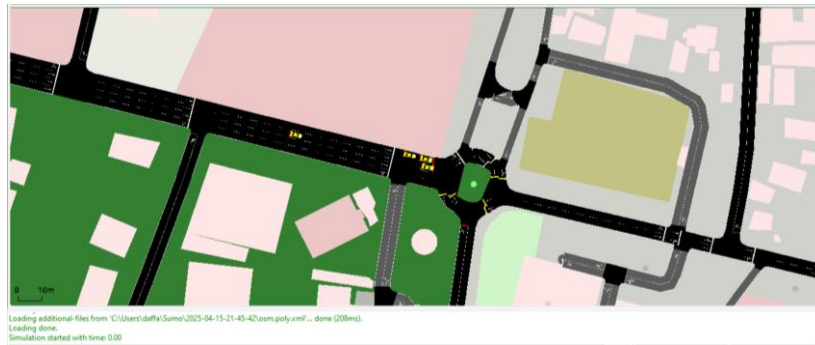 0 10m
Loading additional-files from 'C:\Users\daffa\Sumo\2025-04-15-21-45-42\osm.poly.xml'... done (208ms).
Loading done.
Simulation started with time: 0.00